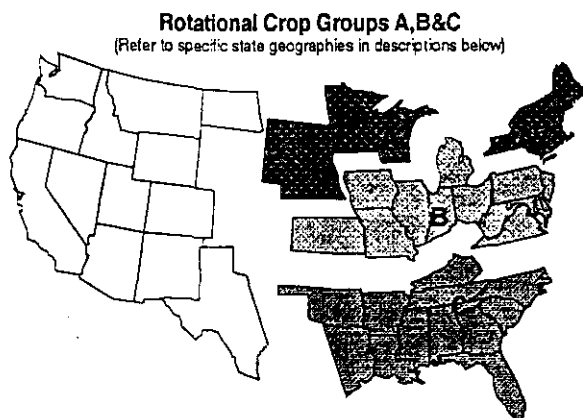 Rotational Crop Groups A,B&C
(Refer to specific state geographies in descriptions below)
B